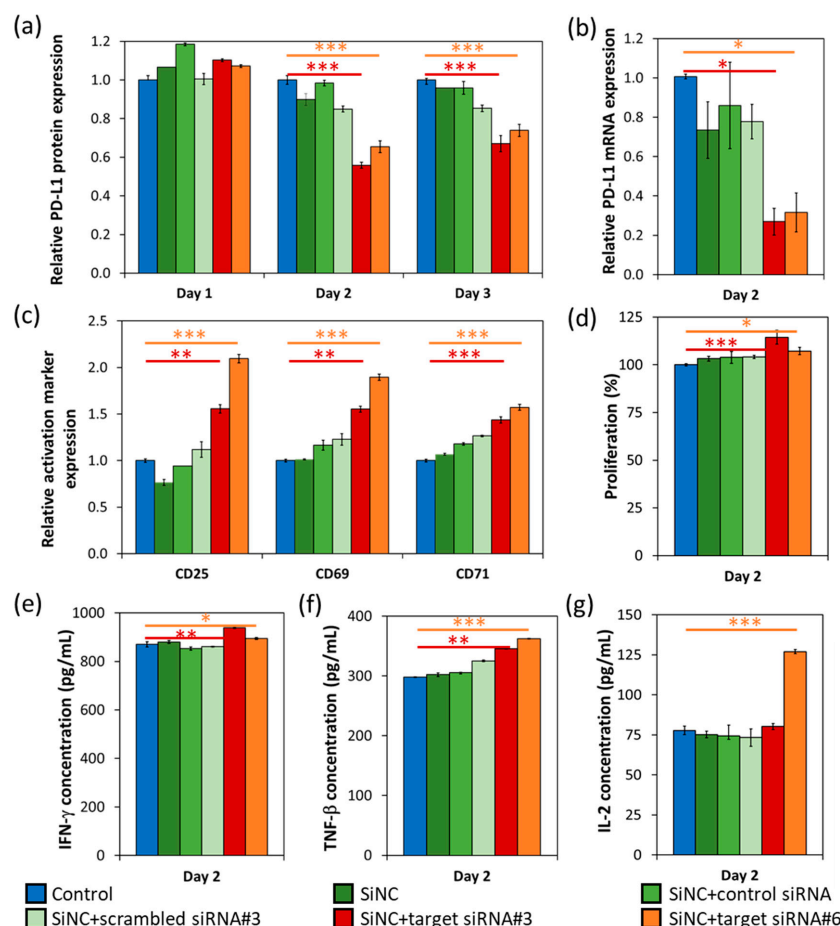 (a)
Relative PD-L1 protein expression
1.2
1.0
0.8
0.6
0.4
0.2
0.0
***
***
***
***
Day 1
Day 2
Day 3
(b)
Relative PD-L1 mRNA expression
1.2
1.0
0.8
0.6
0.4
0.2
0.0
*
*
Day 2
(c)
Relative activation marker
expression
2.5
2.0
1.5
1.0
0.5
0.0
***
**
***
**
***
***
CD25
CD69
CD71
(d)
Proliferation (%)
125
100
75
50
25
0
*
***
Day 2
(e)
IFN-γ concentration (pg/mL)
1000
800
600
400
200
0
*
**
Day 2
(f)
TNF-β concentration (pg/mL)
400
300
200
100
0
***
**
Day 2
(g)
IL-2 concentration (pg/mL)
150
125
100
75
50
25
0
***
Day 2
Control
SiNC
SiNC+control siRNA
SiNC+scrambled siRNA#3
SiNC+target siRNA#3
SiNC+target siRNA#6